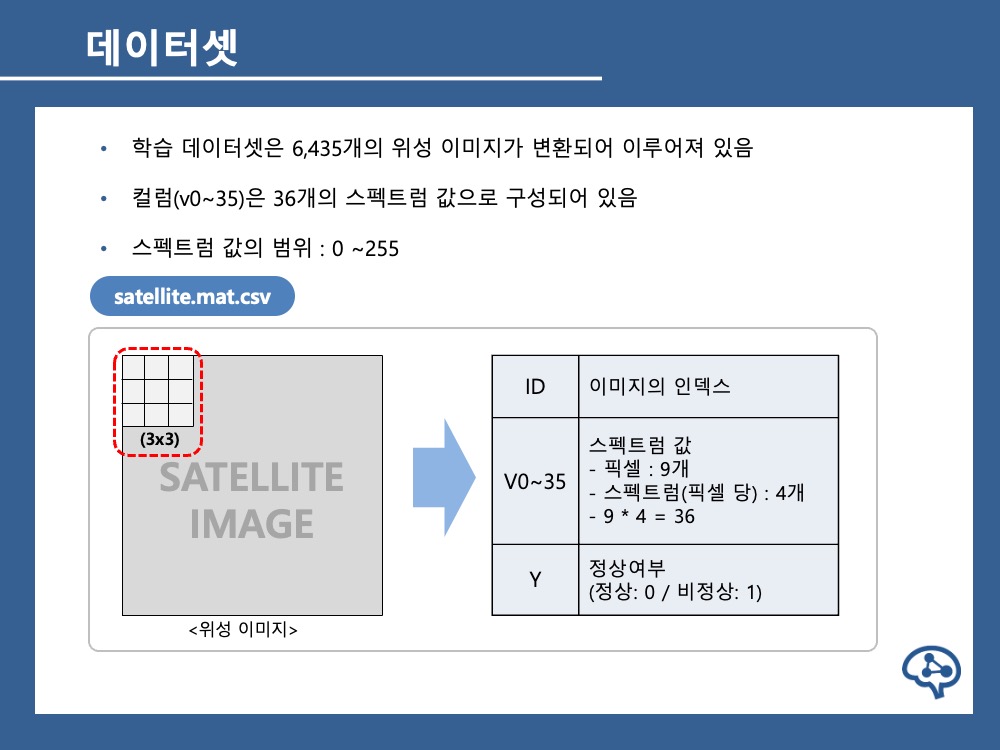 데이터셋
• 학습 데이터셋은 6,435개의 위성 이미지가 변환되어 이루어져 있음
• 컬럼(v0~35)은 36개의 스펙트럼 값으로 구성되어 있음
• 스펙트럼 값의 범위 : 0 ~255
satellite.mat.csv
(3x3)
SATELLITE
IMAGE
<위성 이미지>
ID
이미지의 인덱스
V0~35
스펙트럼 값
- 픽셀 : 9개
- 스펙트럼(픽셀 당) : 4개
- 9 * 4 = 36
Y
정상여부
(정상: 0 / 비정상: 1)